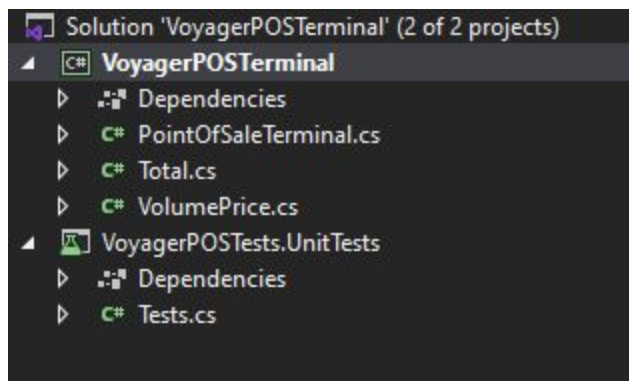 Solution 'VoyagerPOSTerminal' (2 of 2 projects)
C# VoyagerPOSTerminal
Dependencies
C# PointOfSaleTerminal.cs
C# Total.cs
C# VolumePrice.cs
VoyagerPOSTests.UnitTests
Dependencies
C# Tests.cs